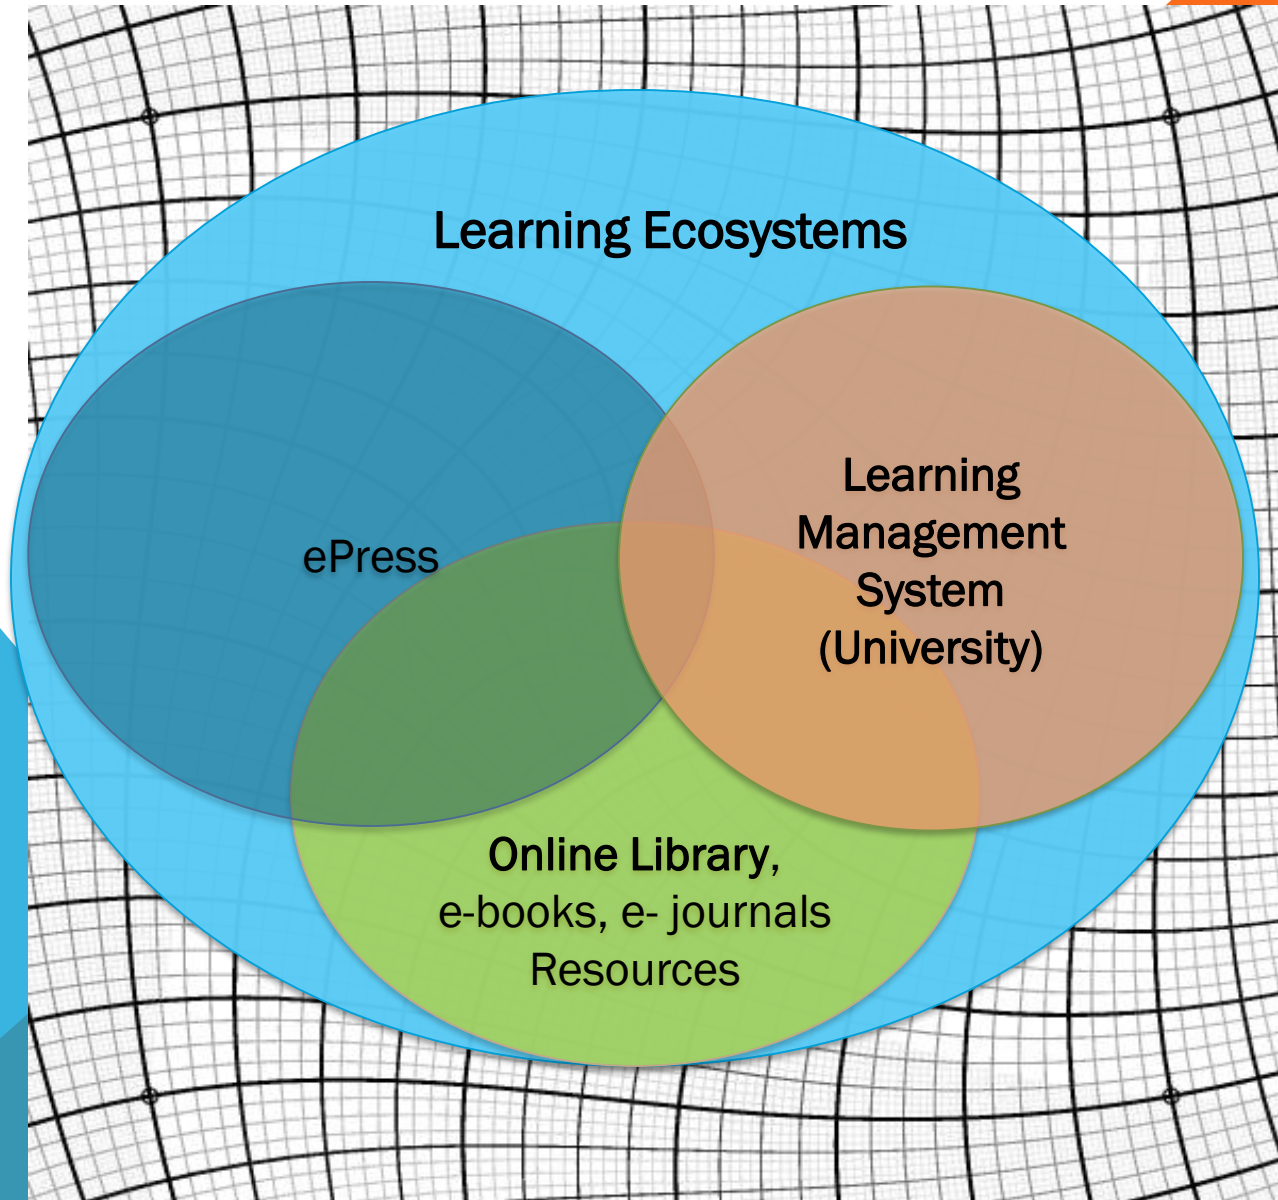 Learning Ecosystems
ePress
Learning
Management
System
(University)
Online Library,
e-books, e- journals
Resources